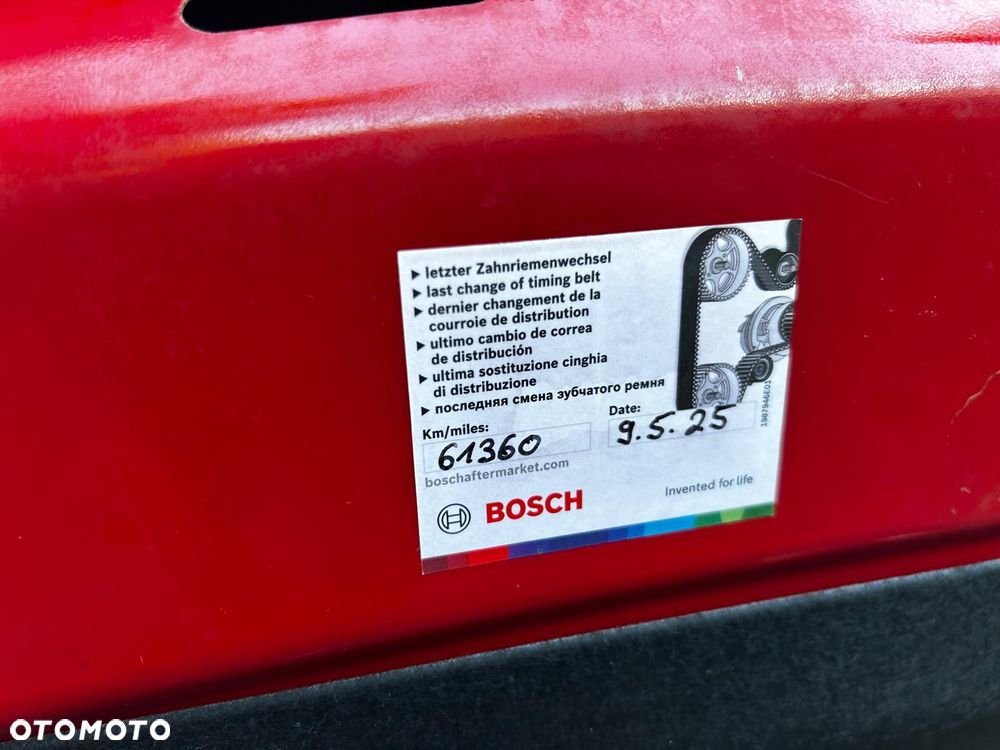 ▶ letzter Zahnriemenwechsel
▶ last change of timing belt
▶ dernier changement de la
courroie de distribution
▶ ultimo cambio de correa
de distribución
▶ ultima sostituzione cinghia
di distribuzione
▶ последняя смена зубчатого ремня
Km/miles:
61360
Date:
9.5.25
1987946E01
boschaftermarket.com
BOSCH
Invented for life
OTOMOTO